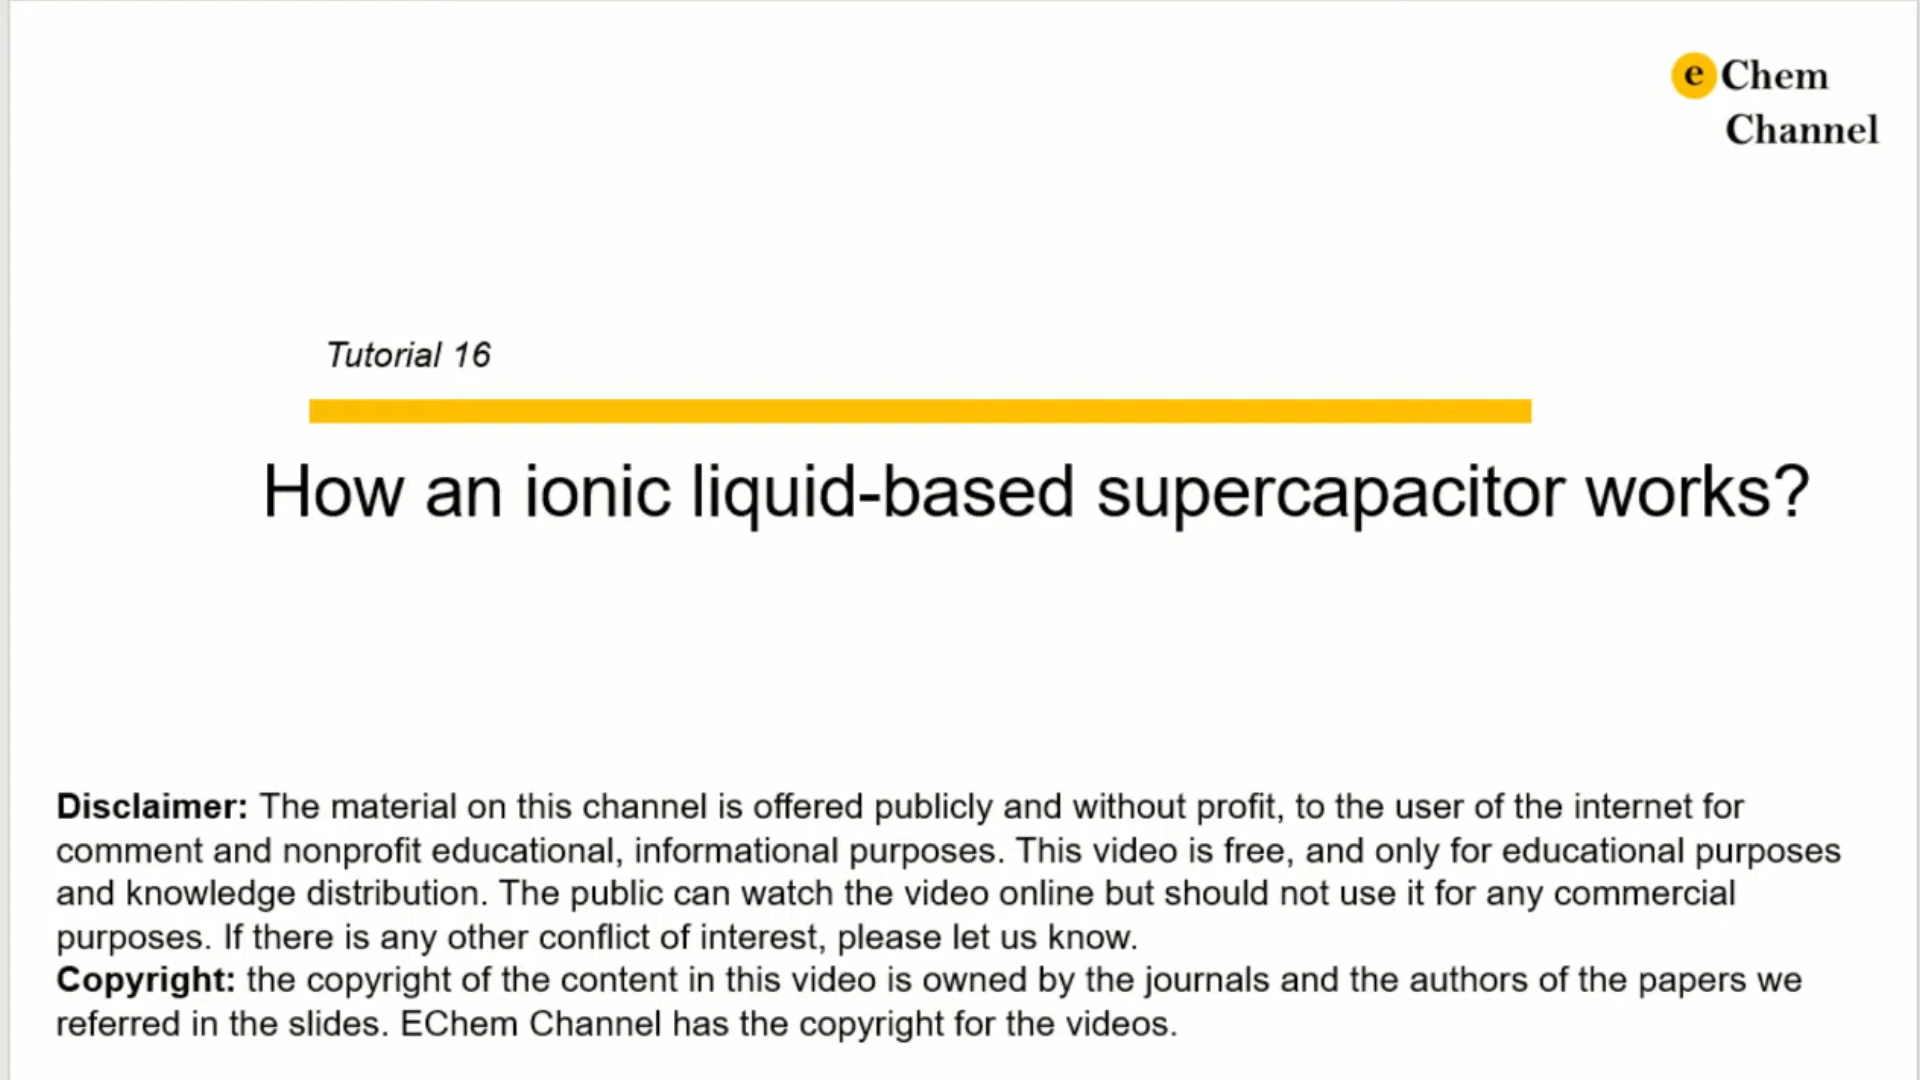 e Chem
Channel
Tutorial 16
How an ionic liquid-based supercapacitor works?
Disclaimer: The material on this channel is offered publicly and without profit, to the user of the internet for
comment and nonprofit educational, informational purposes. This video is free, and only for educational purposes
and knowledge distribution. The public can watch the video online but should not use it for any commercial
purposes. If there is any other conflict of interest, please let us know.
Copyright: the copyright of the content in this video is owned by the journals and the authors of the papers we
referred in the slides. EChem Channel has the copyright for the videos.